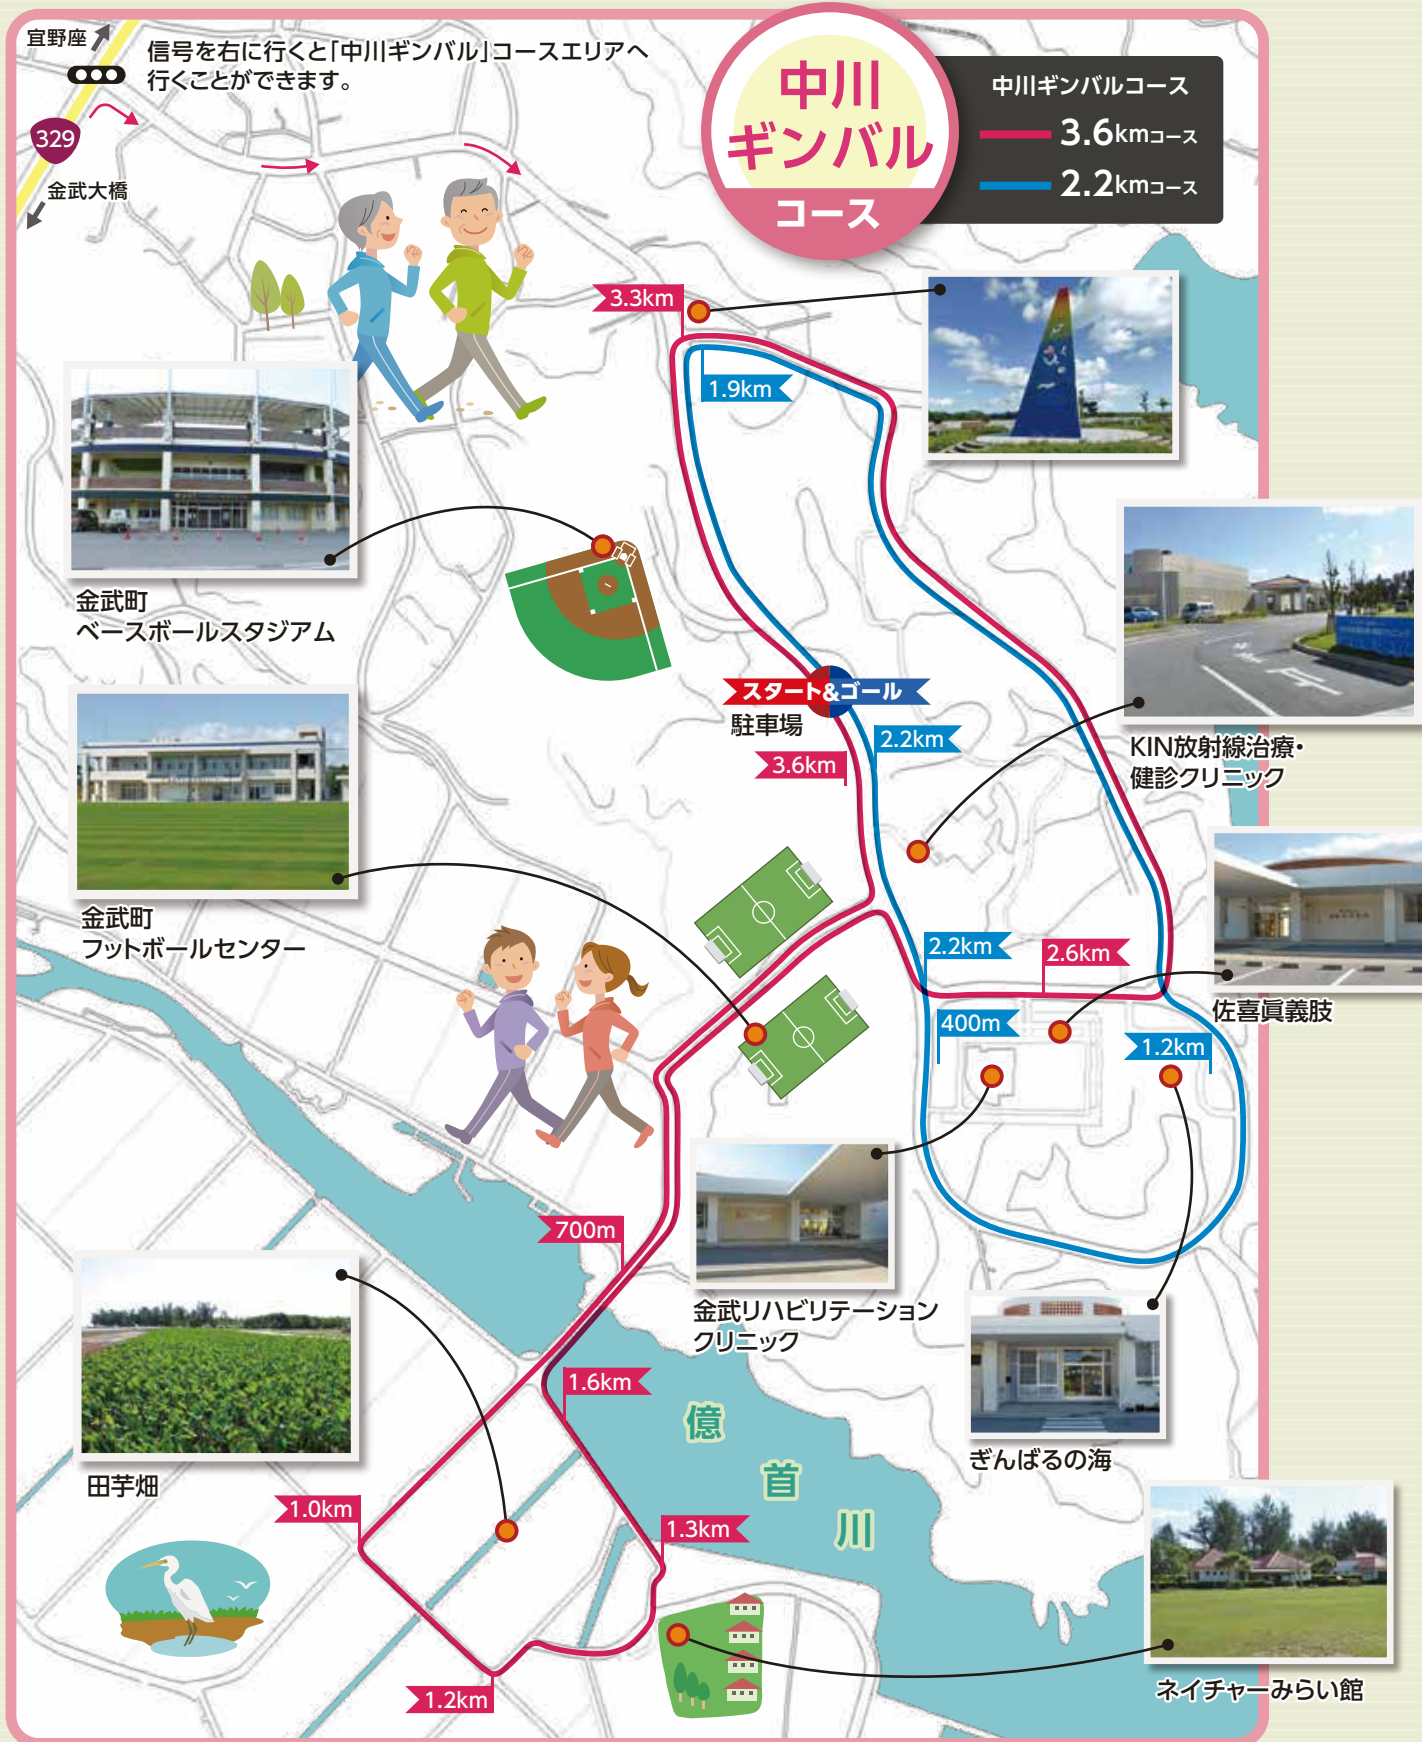 宜野座
信号を右に行くと「中川ギンバル」コースエリアへ
行くことができます。
329
金武大橋
中川
ギンバル
コース
中川ギンバルコース
3.6kmコース
2.2kmコース
3.3km
1.9km
金武町
ベースボールスタジアム
スタート&ゴール
駐車場
2.2km
3.6km
KIN放射線治療・
健診クリニック
金武町
フットボールセンター
2.2km
2.6km
佐喜眞義肢
400m
1.2km
700m
金武リハビリテーション
クリニック
1.6km
億
首
川
ぎんばるの海
田芋畑
1.0km
1.3km
ネイチャーみらい館
1.2km